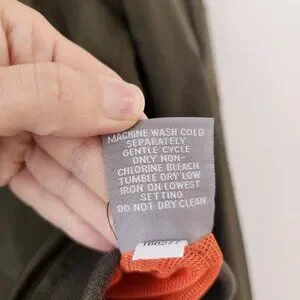 MACHINE WASH COLD
SEPARATELY
GENTLE CYCLE
ONLY NON-
CHLORINE BLEACH
TUMBLE DRY LOW
IRON ON LOWEST
SETTING
DO NOT DRY CLEAN
166277